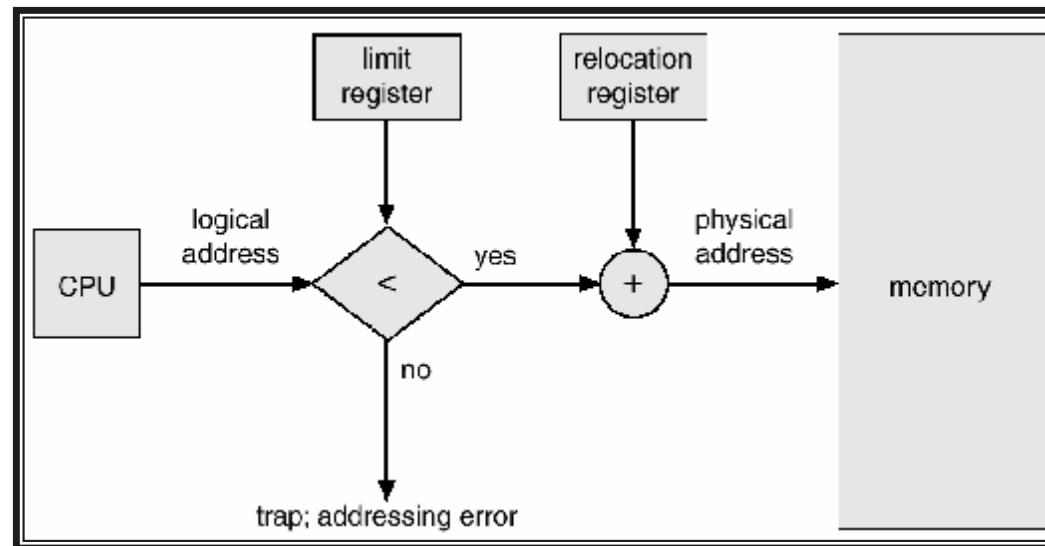 limit
register
relocation
register
logical
address
physical
address
CPU
<
yes
+
memory
no
trap; addressing error